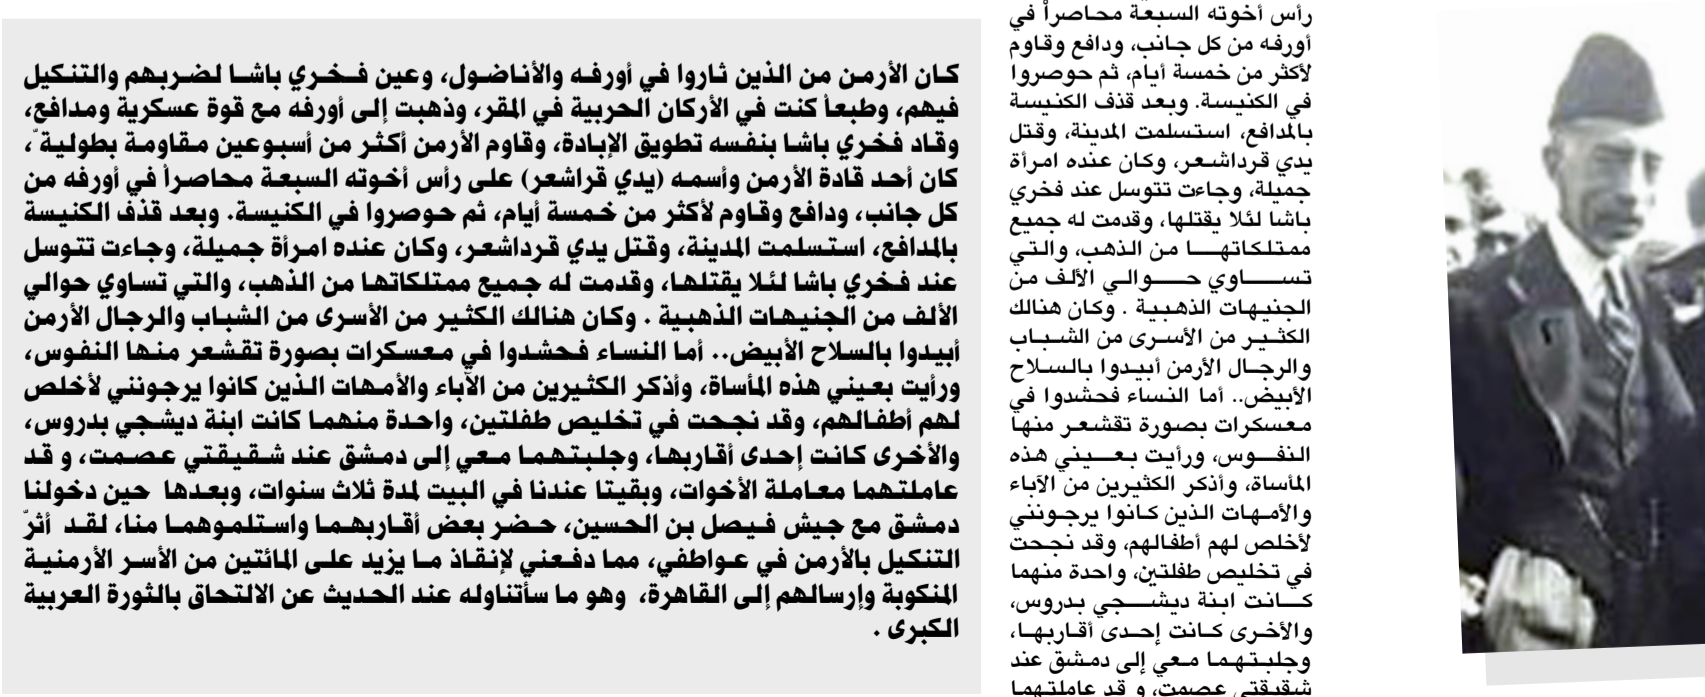 رأس أخوته السبعة محاصراً في
أورفه من كل جانب، ودافع وقاوم
لأكثر من خمسة أيام، ثم حوصروا
في الكنيسة. وبعد قذف الكنيسة
بالمدافع، استسلمت المدينة، وقتل
يدي قرداشعر، وكان عنده امرأة
جميلة، وجاءت تتوسل عند فخري
باشا لئلا يقتلها، وقدمت له جميع
ممتلكاتها من الذهب، والتي
تساوي حوالي الألف من
الجنيهات الذهبية . وكان هنالك
الكثير من الأسرى من الشباب
والرجال الأرمن أبيدوا بالسلاح
الأبيض.. أما النساء فحشدوا في
معسكرات بصورة تقشعر منها
النفوس، ورأيت بعيني هذه
المأساة، وأذكر الكثيرين من الآباء
والأمهات الذين كانوا يرجونني
لأخلص لهم أطفالهم، وقد نجحت
في تخليص طفلتين، واحدة منهما
كانت ابنة ديشجي بدروس،
والأخرى كانت إحدى أقاربها،
وجلبتهما معي إلى دمشق عند
شقيقتي عصمت، و قد عاملتهما
كان الأرمن من الذين ثاروا في أورفه والأناضول، وعين فخري باشا لضربهم والتنكيل
فيهم، وطبعاً كنت في الأركان الحربية في المقر، وذهبت إلى أورفه مع قوة عسكرية ومدافع،
وقاد فخري باشا بنفسه تطويق الإبادة، وقاوم الأرمن أكثر من أسبوعين مقاومة بطولية ّ،
كان أحد قادة الأرمن وأسمه (يدي قراشعر) على رأس أخوته السبعة محاصراً في أورفه من
كل جانب، ودافع وقاوم لأكثر من خمسة أيام، ثم حوصروا في الكنيسة. وبعد قذف الكنيسة
بالمدافع، استسلمت المدينة، وقتل يدي قرداشعر، وكان عنده امرأة جميلة، وجاءت تتوسل
عند فخري باشا لئلا يقتلها، وقدمت له جميع ممتلكاتها من الذهب، والتي تساوي حوالي
الألف من الجنيهات الذهبية . وكان هنالك الكثير من الأسرى من الشباب والرجال الأرمن
أبيدوا بالسلاح الأبيض.. أما النساء فحشدوا في معسكرات بصورة تقشعر منها النفوس،
ورأيت بعيني هذه المأساة، وأذكر الكثيرين من الآباء والأمهات الذين كانوا يرجونني لأخلص
لهم أطفالهم، وقد نجحت في تخليص طفلتين، واحدة منهما كانت ابنة ديشجي بدروس،
والأخرى كانت إحدى أقاربها، وجلبتهما معي إلى دمشق عند شقيقتي عصمت، و قد
عاملتهما معاملة الأخوات، وبقيتا عندنا في البيت لمدة ثلاث سنوات، وبعدها حين دخولنا
دمشق مع جيش فيصل بن الحسين، حضر بعض أقاربهما واستلموهما منا، لقد أثرّ
التنكيل بالأرمن في عواطفي، مما دفعني لإنقاذ ما يزيد على المائتين من الأسر الأرمنية
المنكوبة وإرسالهم إلى القاهرة، وهو ما سأتناوله عند الحديث عن الالتحاق بالثورة العربية
الكبرى .